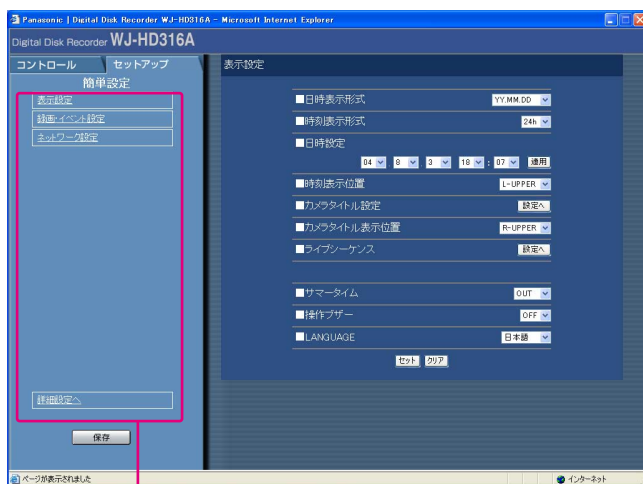 Panasonic | Disital Disk Recorder WJ-HD316A - Microsoft Internet Explorer
Digital Disk Recorder WJ-HD316A
コントロール セットアップ
簡単設定
表示設定
録画・イベント設定
ネットワーク設定
詳細設定へ
保存
表示設定
■日時表示形式 YY.MM.DD
■時刻表示形式 24h
■日時設定
04 8 3 18 : 07 適用
■時刻表示位置 L-UPPER
■カメラタイトル設定 設定へ
■カメラタイトル表示位置 R-UPPER
■ライブシーケンス 設定へ
■サマータイム OUT
■操作ブザー OFF
■LANGUAGE 日本語
セット クリア
ページが表示されました インターネット